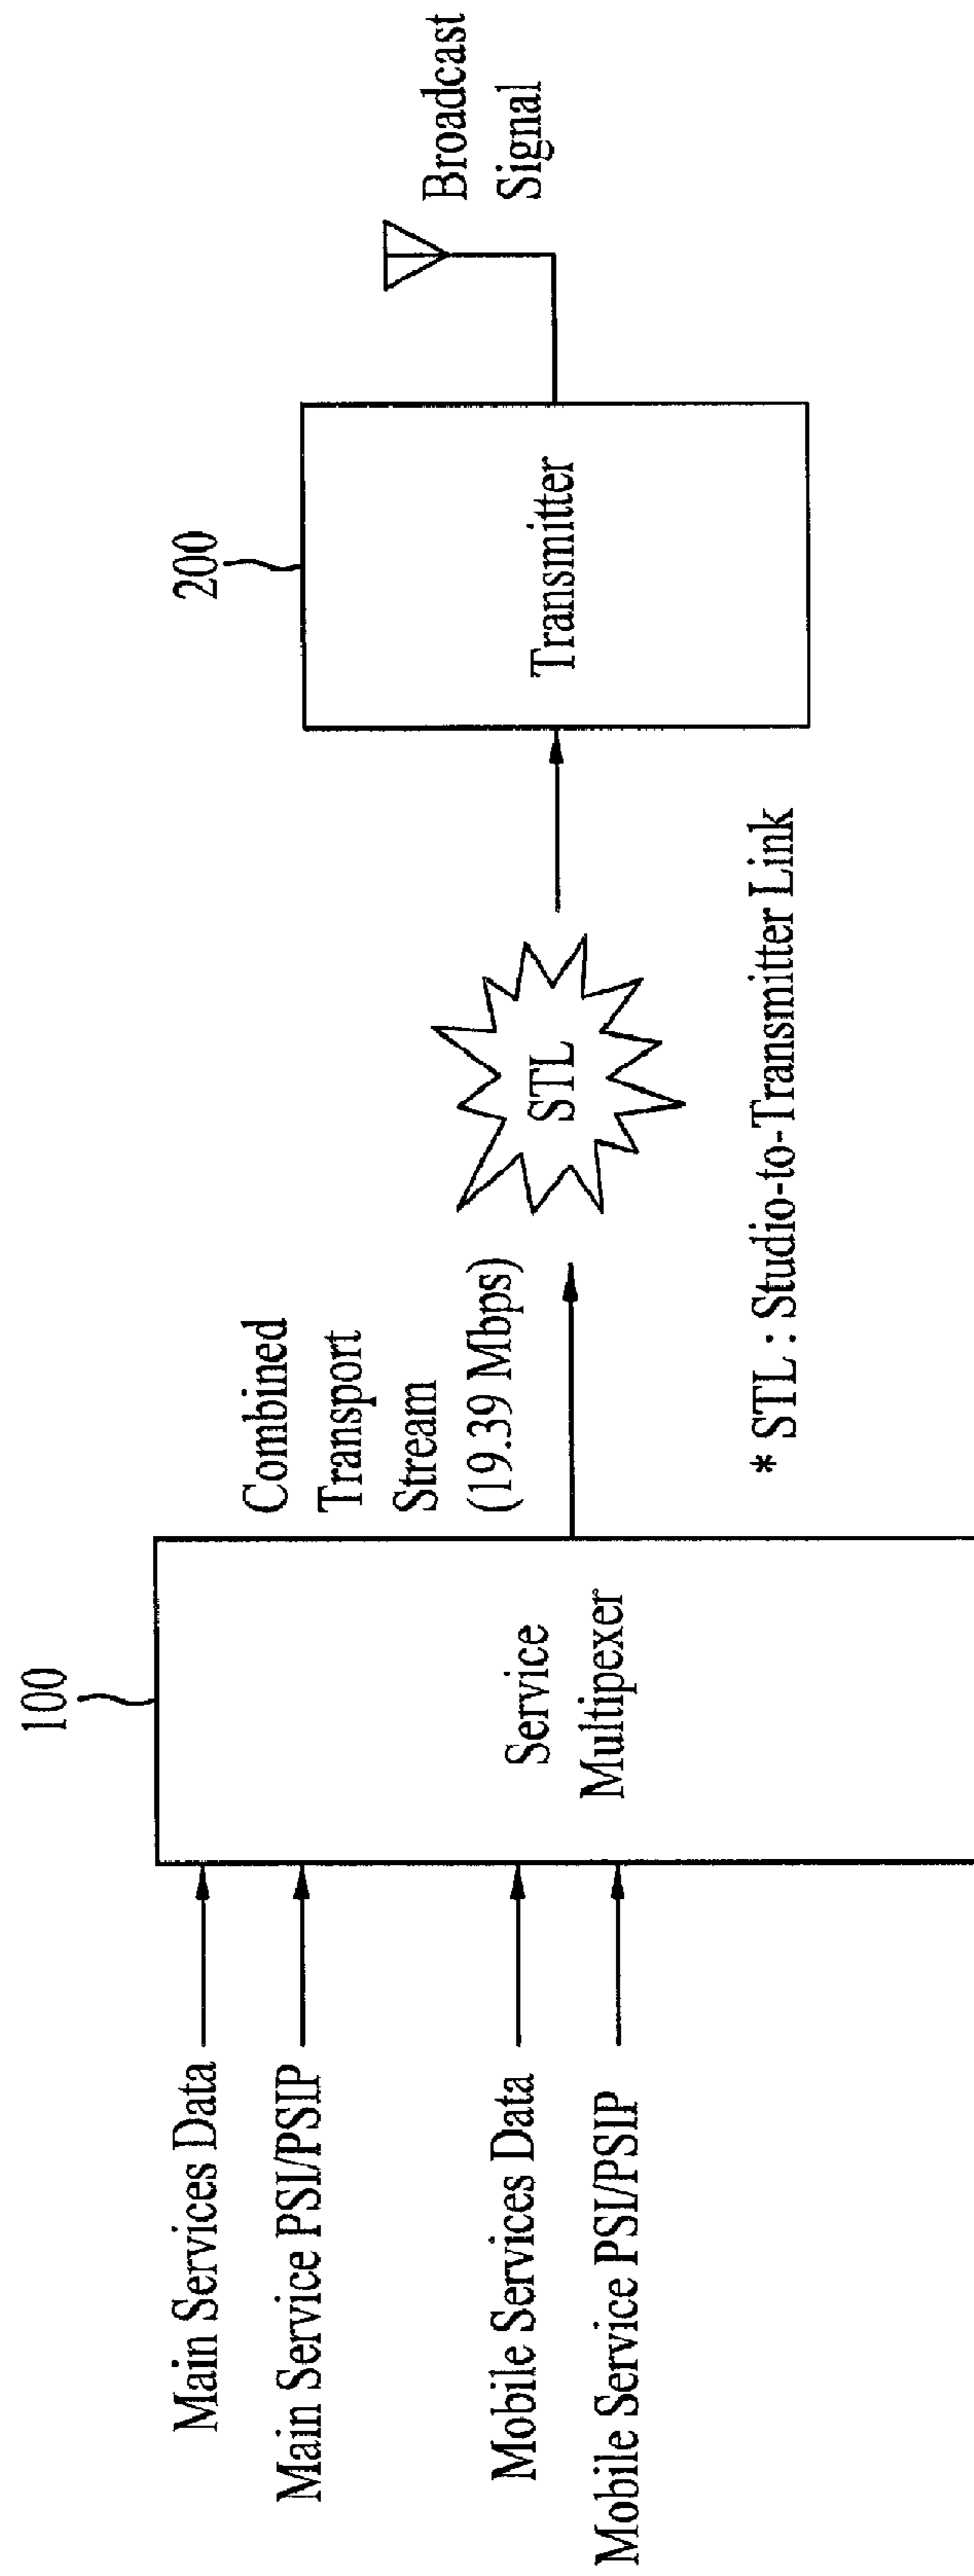 Main Services Data
Main Service PSI/PSIP
Mobile Services Data
Mobile Service PSI/PSIP
100
Service
Multipexer
Combined
Transport
Stream
(19.39 Mbps)
STL
200
Transmitter
Broadcast
Signal
* STL : Studio-to-Transmitter Link